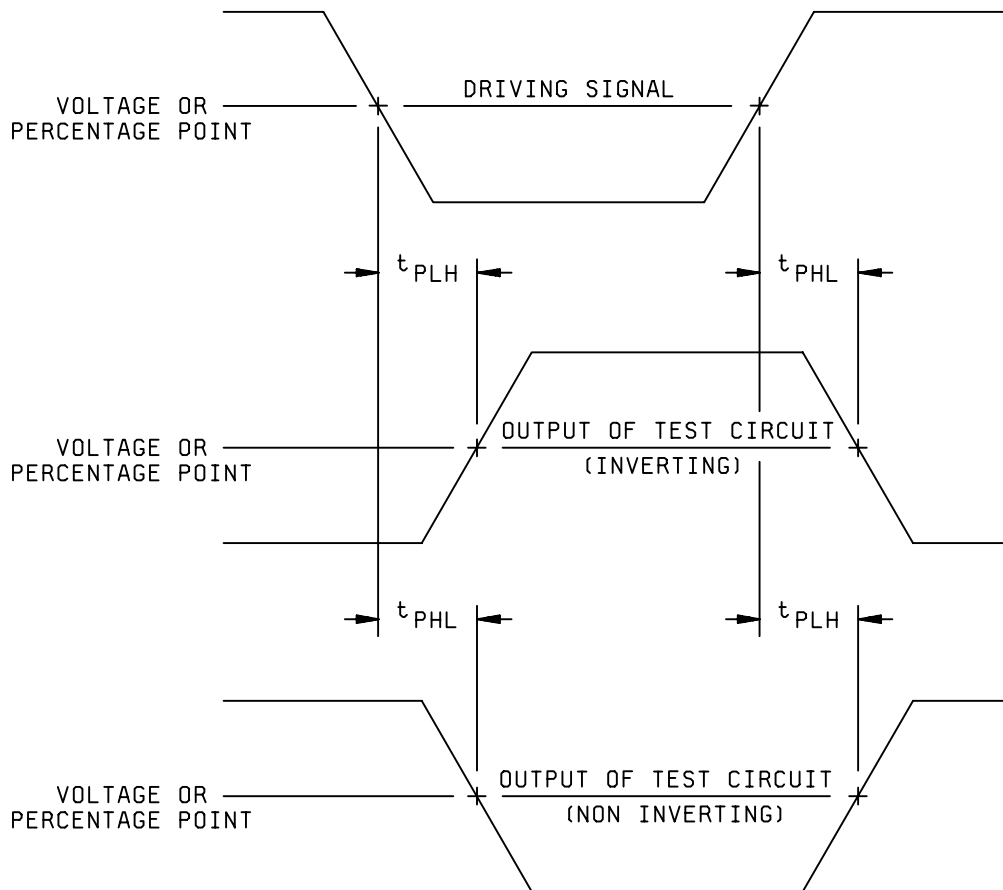 DRIVING SIGNAL
VOLTAGE OR
PERCENTAGE POINT
tPLH
tPHL
OUTPUT OF TEST CIRCUIT
(INVERTING)
VOLTAGE OR
PERCENTAGE POINT
tPHL
tPLH
OUTPUT OF TEST CIRCUIT
(NON INVERTING)
VOLTAGE OR
PERCENTAGE POINT